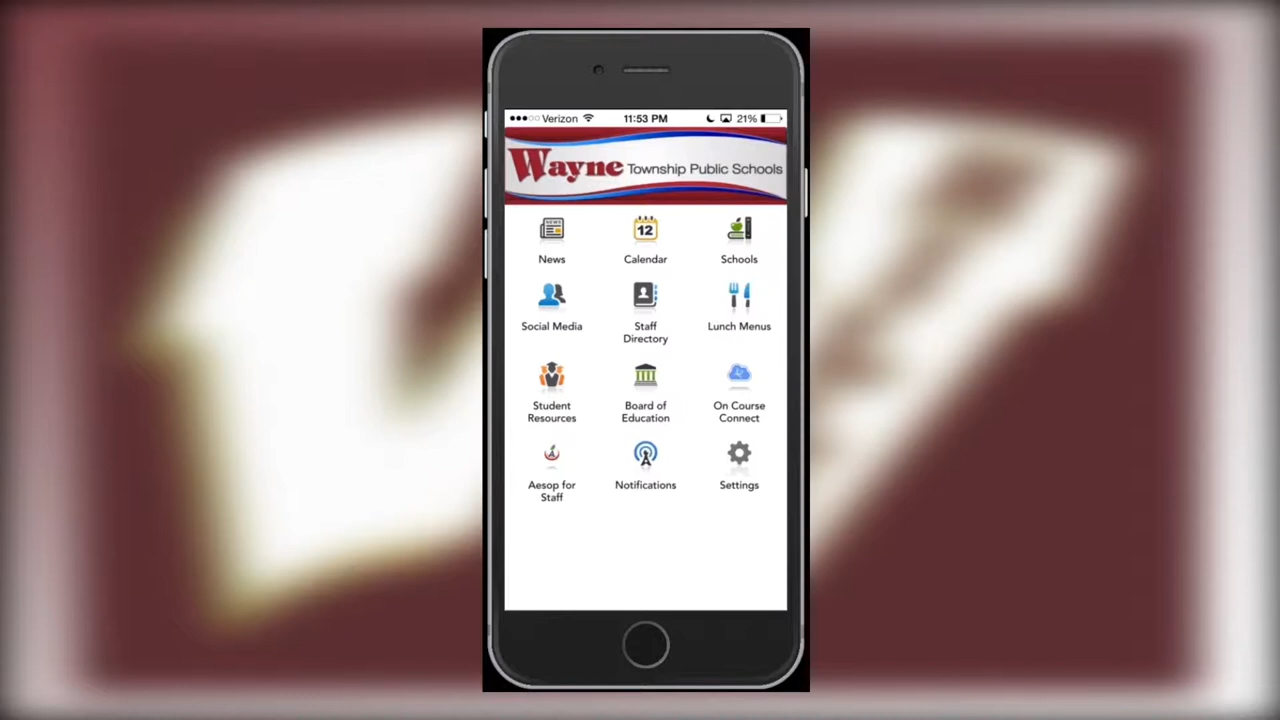 Verizon 11:53 PM 21%
Wayne Township Public Schools
NEWS 12
News Calendar Schools
Social Media Staff Directory Lunch Menus
Student Resources Board of Education On Course Connect
Aesop for Staff Notifications Settings